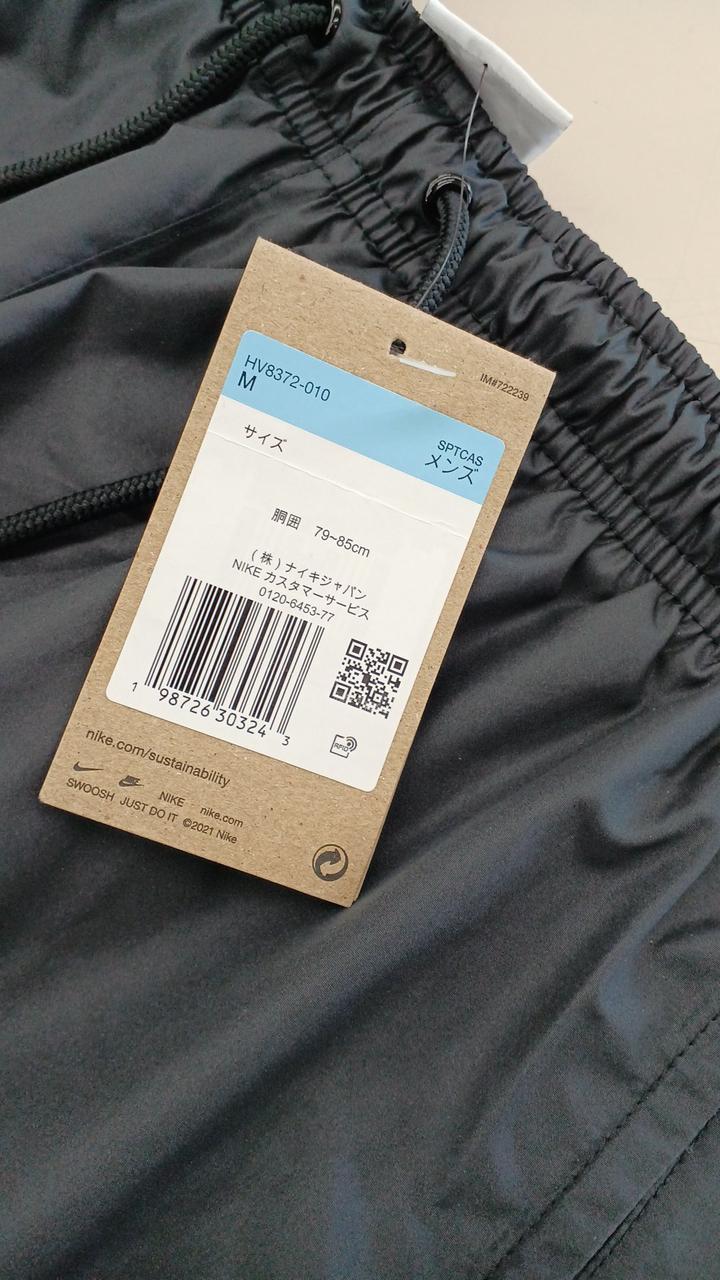 IM#722239
HV8372-010
M
SPTCAS
サイズ
メンズ
胴囲 79~85cm
(株)ナイキジャパン
NIKE カスタマーサービス
0120-6453-77
1 98726 30324 3
RFID
nike.com/sustainability
NIKE nike.com
SWOOSH JUST DO IT ©2021 Nike